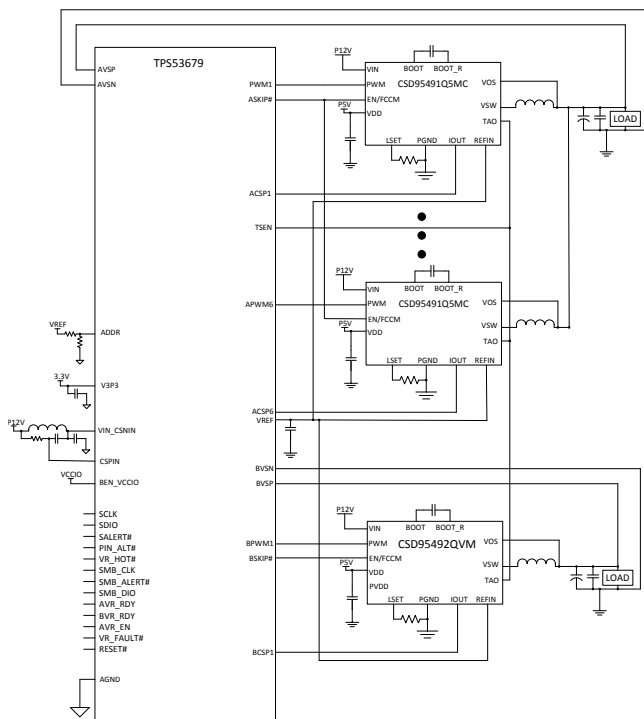 TPS53679
AVSP
AVSN
PWM1
ASKIP#
ACSP1
TSEN
APWM6
VREF
ADDR
3.3V
V3P3
P12V
VIN_CSNIN
CSPIN
VCCIO
BEN_VCCIO
ACSP6
VREF
BVSN
BVSP
SCLK
SDIO
SALERT#
PIN_ALT#
VR_HOT#
SMB_CLK
SMB_ALERT#
SMB_DIO
AVR_RDY
BVR_RDY
AVR_EN
VR_FAULT#
RESET#
AGND
BPWM1
BSKIP#
BCSP1
P12V
VIN
BOOT BOOT_R
CSD95491Q5MC
PWM
EN/FCCM
P5V
VDD
VOS
VSW
TAO
LSET PGND IOUT REFIN
LOAD
P12V
VIN
BOOT BOOT_R
CSD95491Q5MC
PWM
EN/FCCM
P5V
VDD
VOS
VSW
TAO
LSET PGND IOUT REFIN
P12V
VIN
BOOT BOOT_R
CSD95492QVM
PWM
EN/FCCM
P5V
VDD
PVDD
VOS
VSW
TAO
LSET PGND IOUT REFIN
LOAD